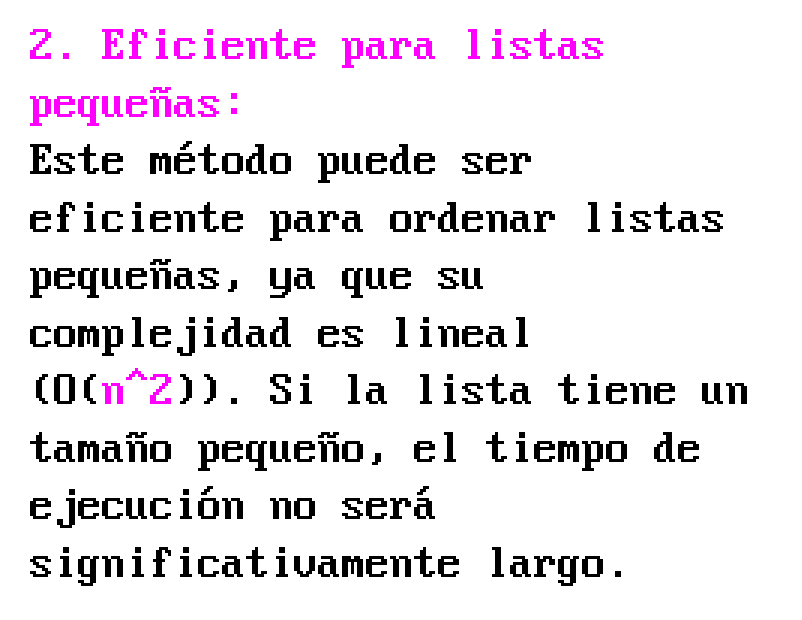 2. Eficiente para listas
pequeñas:
Este método puede ser
eficiente para ordenar listas
pequeñas, ya que su
complejidad es lineal
(O(n^2)). Si la lista tiene un
tamaño pequeño, el tiempo de
ejecución no será
significativamente largo.